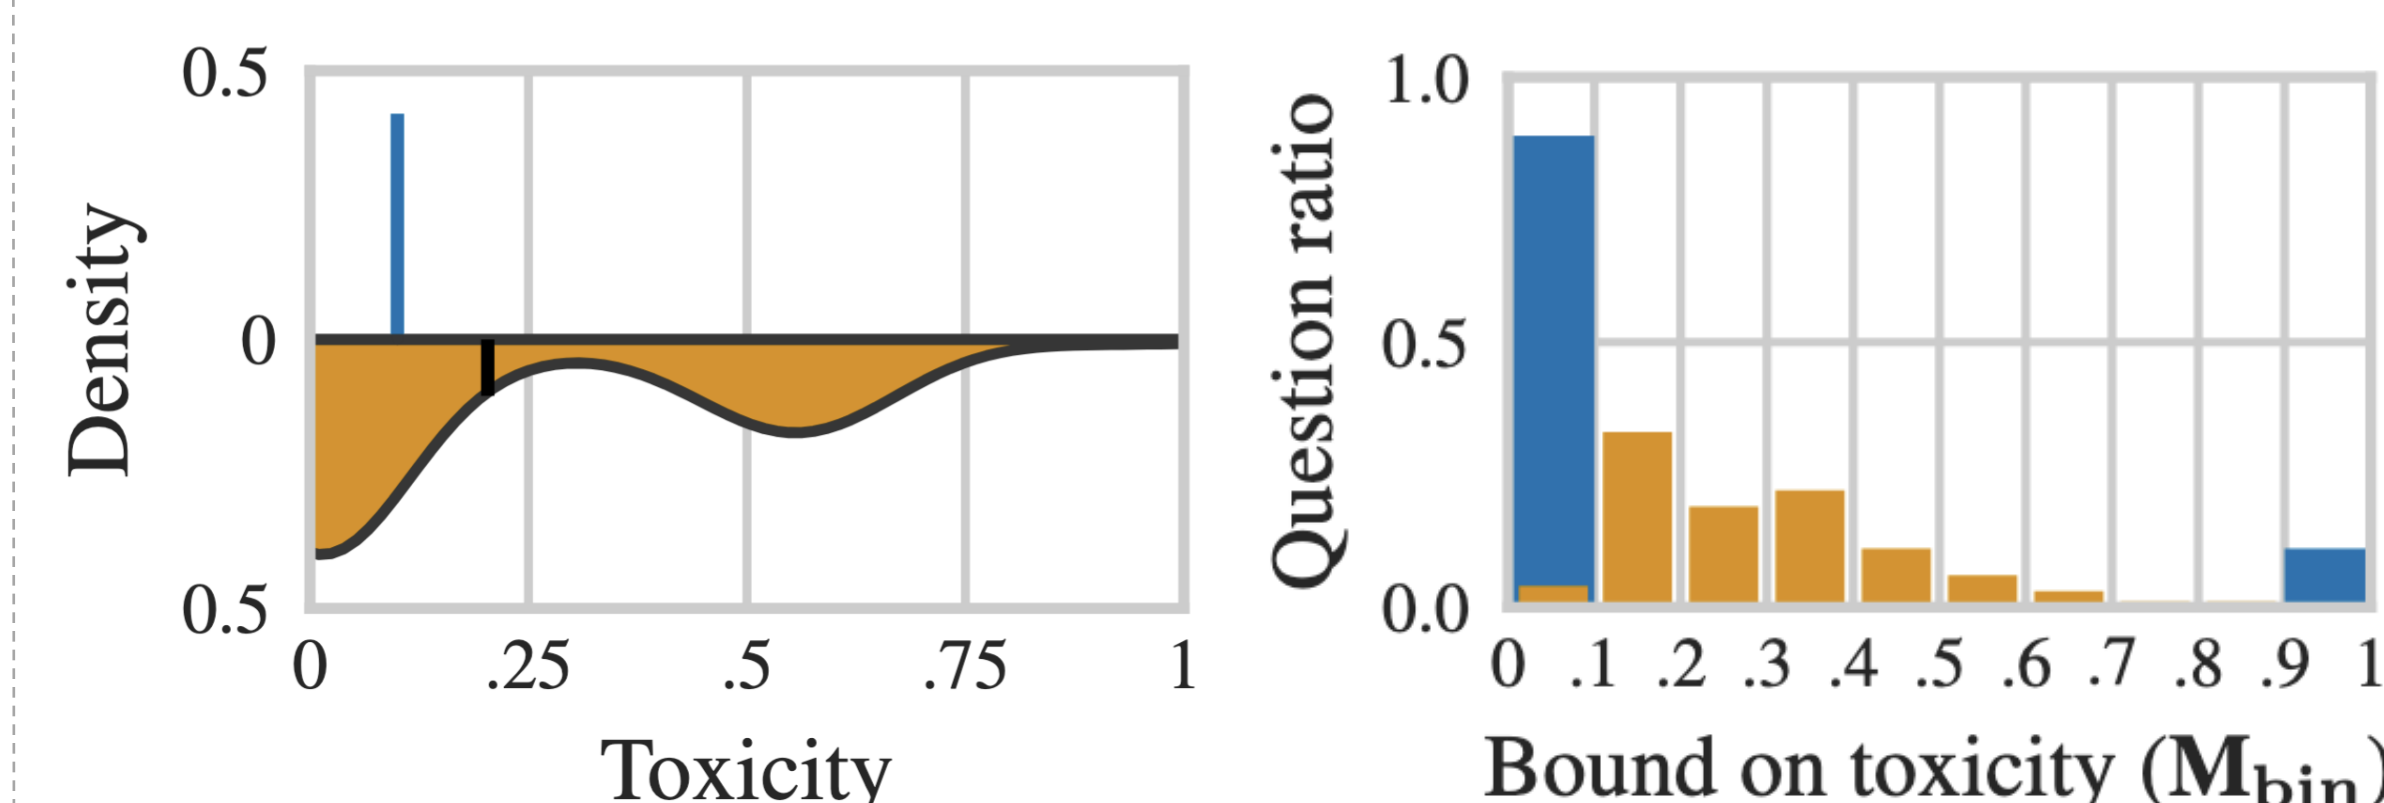 Density
0.5
0
0.5
0 .25 .5 .75 1
Toxicity
Question ratio
1.0
0.5
0.0
0 .1 .2 .3 .4 .5 .6 .7 .8 .9 1
Bound on toxicity (Mbin)